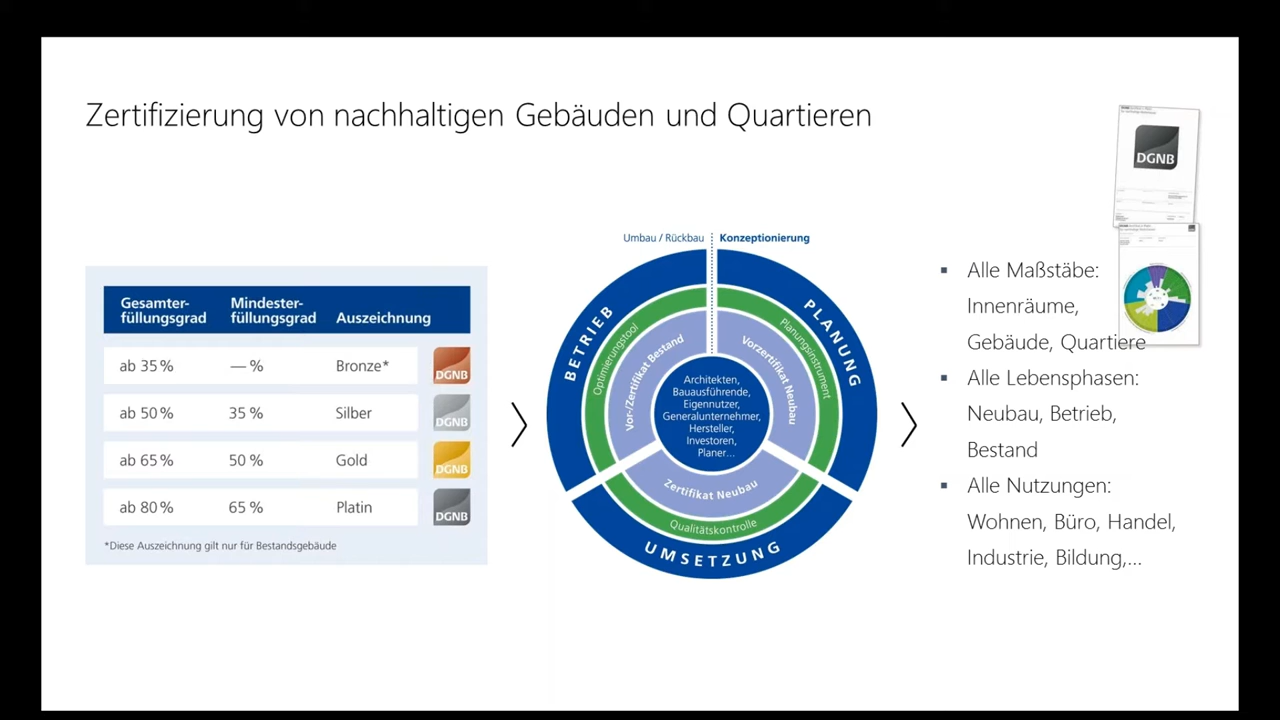 Zertifizierung von nachhaltigen Gebäuden und Quartieren
Gesamter-
füllungsgrad
Mindester-
füllungsgrad
Auszeichnung
ab 35 % — % Bronze*
DGNB
ab 50 % 35 % Silber
DGNB
ab 65 % 50 % Gold
DGNB
ab 80 % 65 % Platin
DGNB
*Diese Auszeichnung gilt nur für Bestandsgebäude
Umbau / Rückbau
Konzeptionierung
BETRIEB
PLANUNG
UMSETZUNG
Optimierungstool
Planungsinstrument
Qualitätskontrolle
Vor-/Zertifikat Bestand
Vorzertifikat Neubau
Zertifikat Neubau
Architekten,
Bauausführende,
Eigennutzer,
Generalunternehmer,
Hersteller,
Investoren,
Planer...
DGNB
▪ Alle Maßstäbe:
Innenräume,
Gebäude, Quartiere
▪ Alle Lebensphasen:
Neubau, Betrieb,
Bestand
▪ Alle Nutzungen:
Wohnen, Büro, Handel,
Industrie, Bildung,...